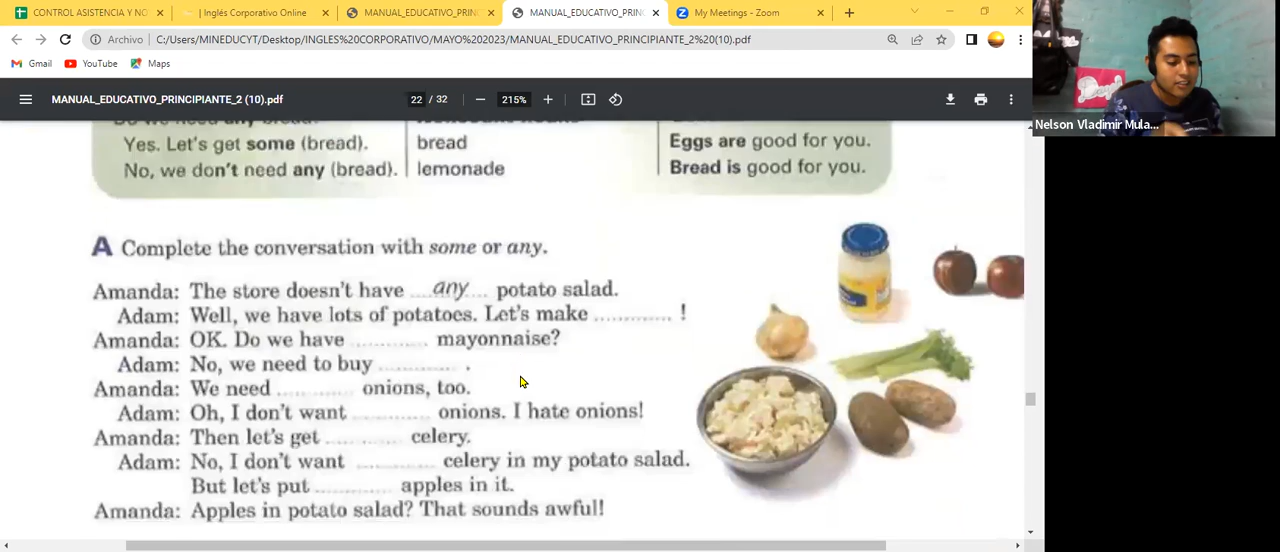 CONTROL ASISTENCIA Y NO
Inglés Corporativo Online
MANUAL_EDUCATIVO_PRIN
MANUAL_EDUCATIVO_PRINC
My Meetings - Zoom
Archivo C:/Users/MINEDUCYT/Desktop/INGLES%20CORPORATIVO/MAYO%202023/MANUAL_EDUCATIVO_PRINCIPIANTE_2%20(10).pdf
Gmail YouTube Maps
MANUAL_EDUCATIVO_PRINCIPIANTE_2 (10).pdf 22 / 32 215%
Nelson Vladimir Mula...
Yes. Let's get some (bread). bread Eggs are good for you.
No, we don't need any (bread). lemonade Bread is good for you.
A Complete the conversation with some or any.
Amanda: The store doesn't have any potato salad.
Adam: Well, we have lots of potatoes. Let's make ............ !
Amanda: OK. Do we have ............ mayonnaise?
Adam: No, we need to buy ............ .
Amanda: We need ............ onions, too.
Adam: Oh, I don't want ............ onions. I hate onions!
Amanda: Then let's get ............ celery.
Adam: No, I don't want ............ celery in my potato salad.
But let's put ............ apples in it.
Amanda: Apples in potato salad? That sounds awful!